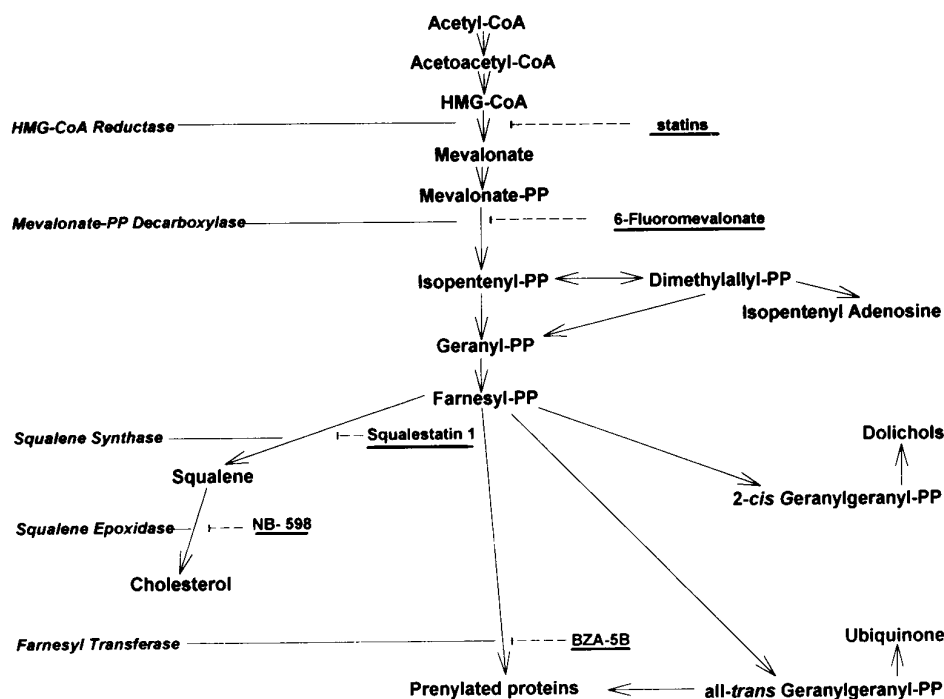 Acetyl-CoA
Acetoacetyl-CoA
HMG-CoA
HMG-CoA Reductase
statins
Mevalonate
Mevalonate-PP
Mevalonate-PP Decarboxylase
6-Fluoromevalonate
Isopentenyl-PP
Dimethylallyl-PP
Isopentenyl Adenosine
Geranyl-PP
Farnesyl-PP
Squalene Synthase
Squalestatin 1
Dolichols
Squalene
2-cis Geranylgeranyl-PP
Squalene Epoxidase
NB- 598
Cholesterol
Farnesyl Transferase
BZA-5B
Ubiquinone
Prenylated proteins
all-trans Geranylgeranyl-PP